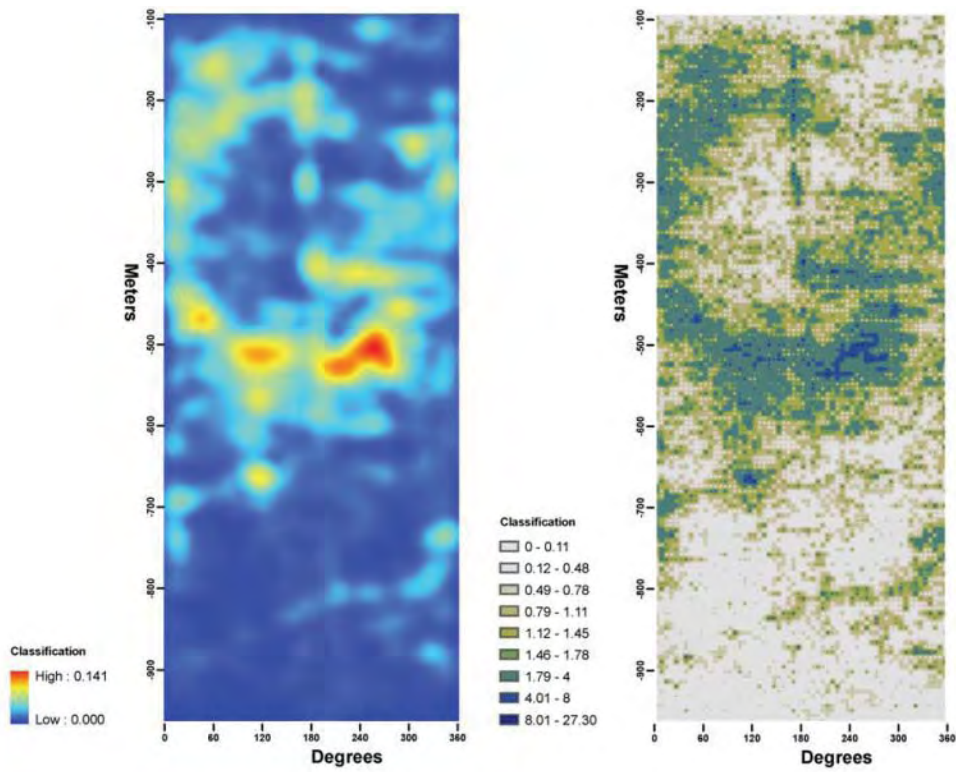 -100
-200
-300
-400
-500
-600
-700
-800
-900
Meters
0 60 120 180 240 300 360
Degrees
Classification
High : 0.141
Low : 0.000
-100
-200
-300
-400
-500
-600
-700
-800
-900
Meters
0 60 120 180 240 300 360
Degrees
Classification
0 - 0.11
0.12 - 0.48
0.49 - 0.78
0.79 - 1.11
1.12 - 1.45
1.46 - 1.78
1.79 - 4
4.01 - 8
8.01 - 27.30